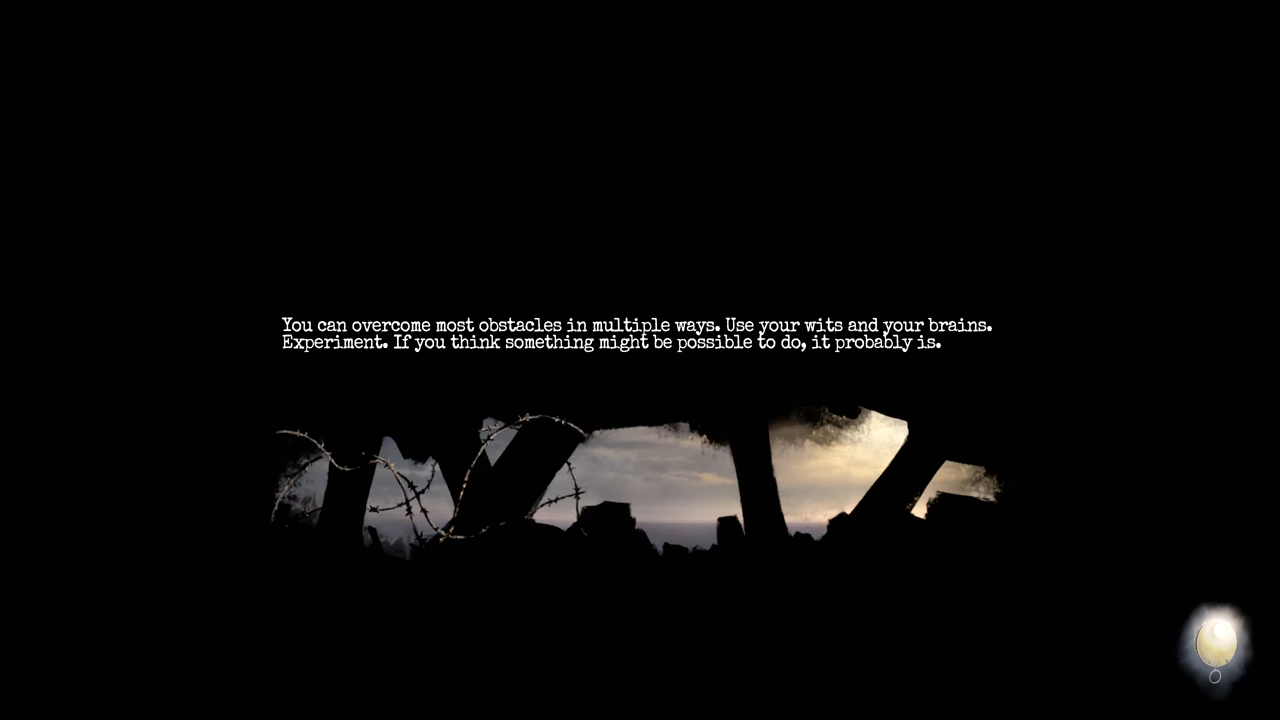 You can overcome most obstacles in multiple ways. Use your wits and your brains.
Experiment. If you think something might be possible to do, it probably is.